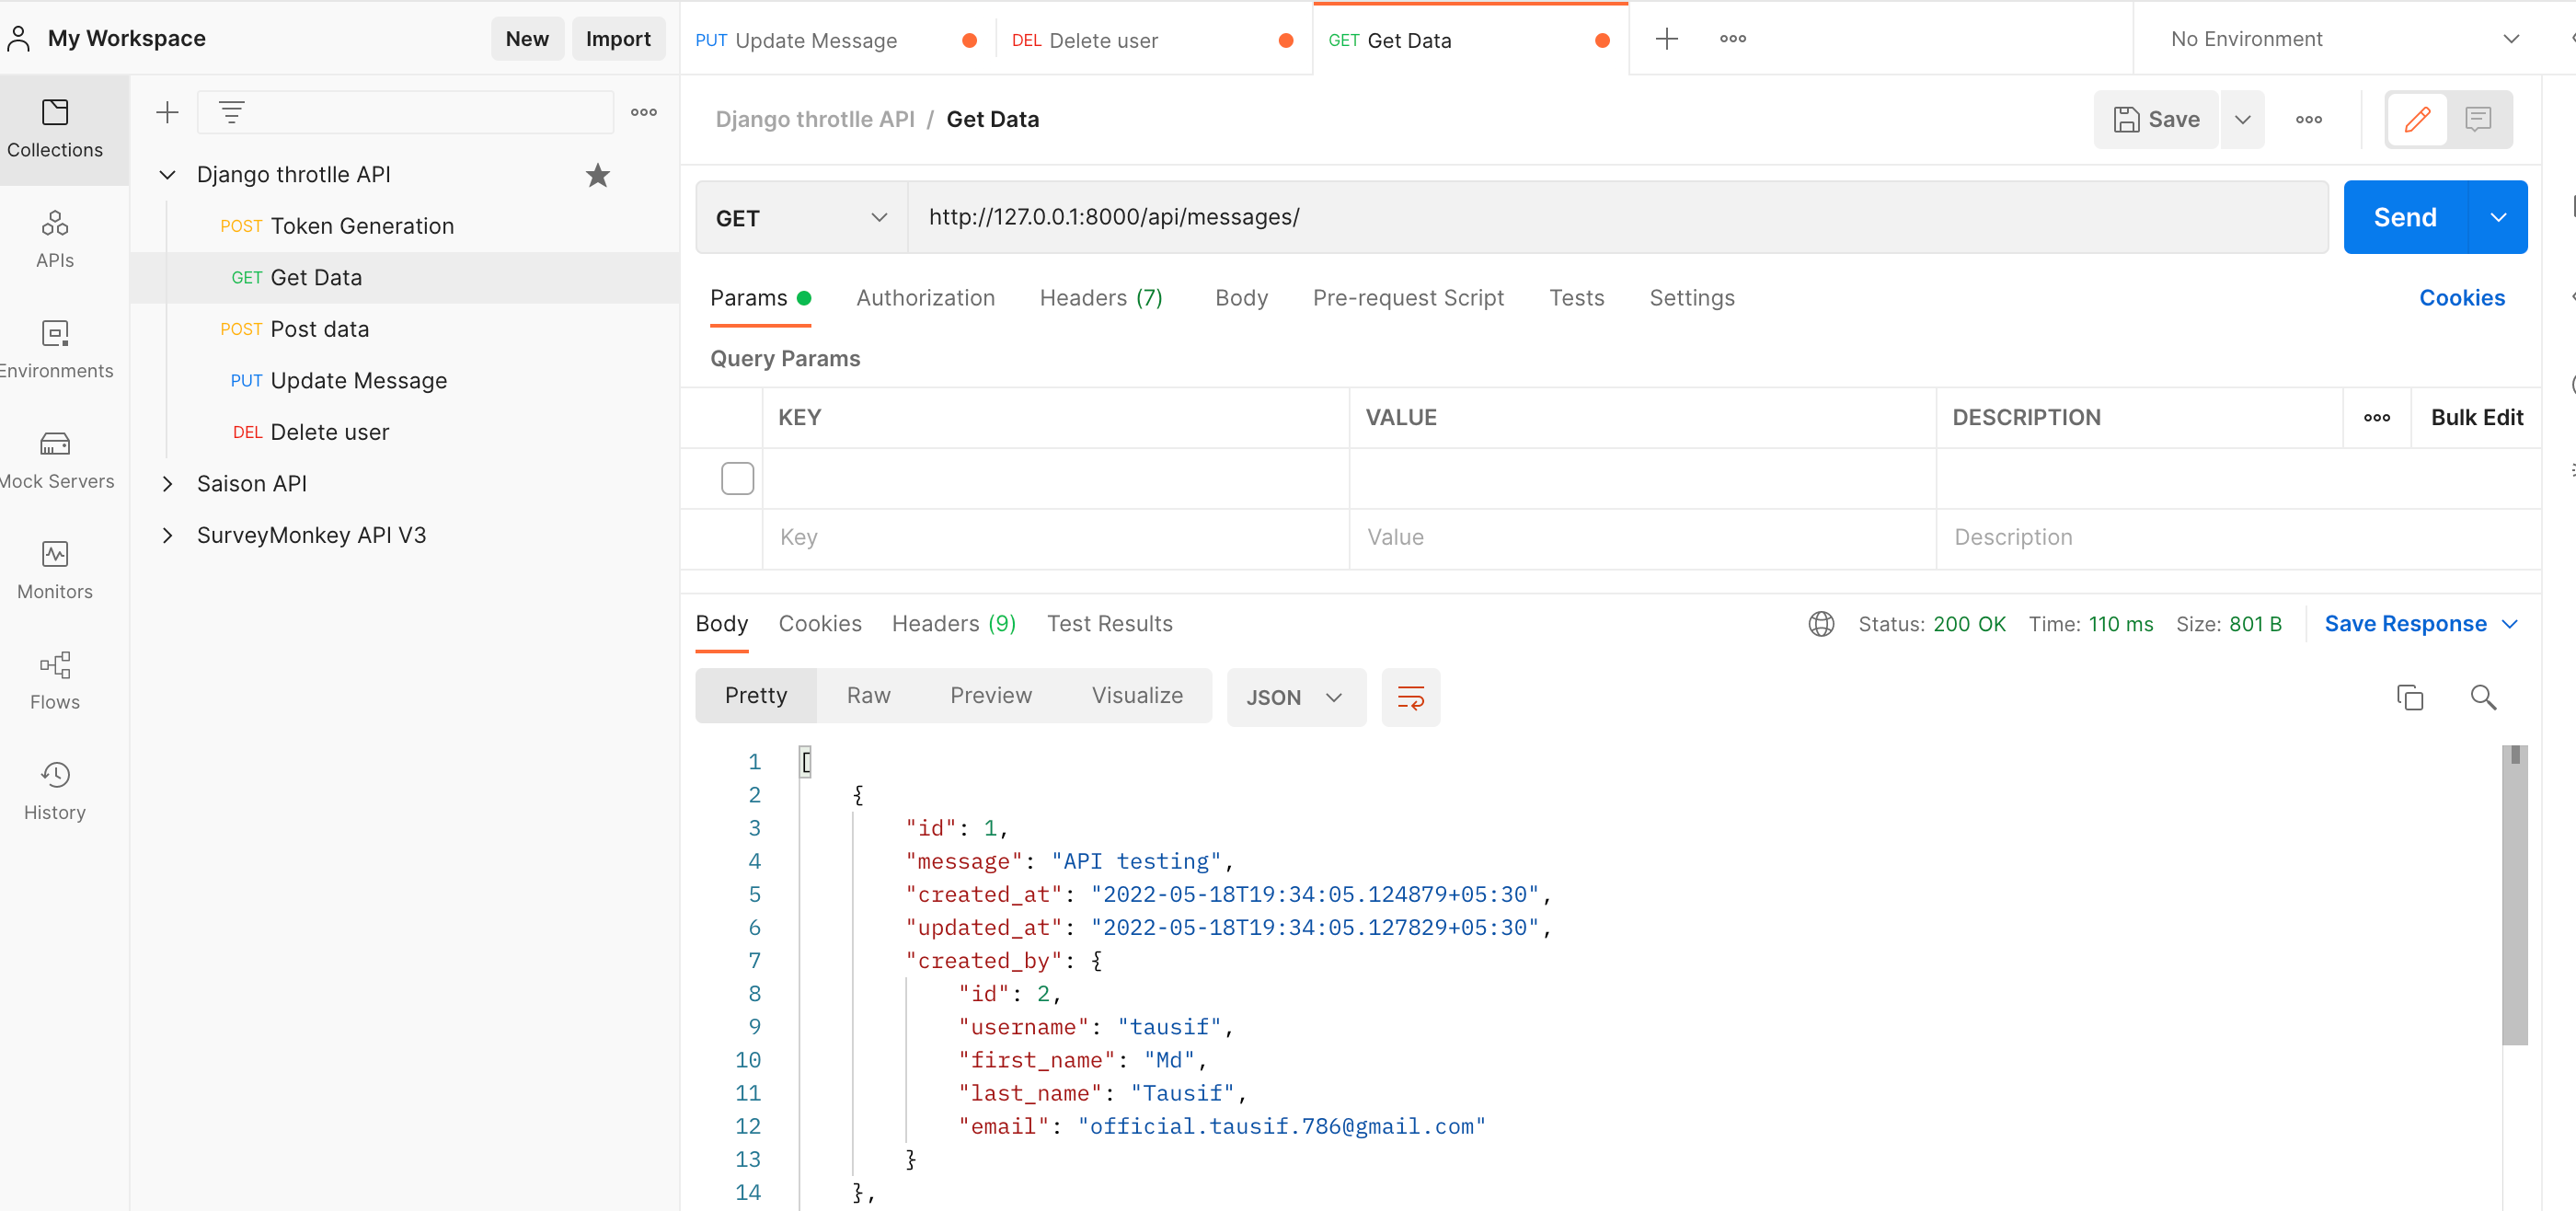 My Workspace
New
Import
PUT Update Message
DEL Delete user
GET Get Data
No Environment
Collections
APIs
Environments
Mock Servers
Monitors
Flows
History
Django throtlle API
POST Token Generation
GET Get Data
POST Post data
PUT Update Message
DEL Delete user
Saison API
SurveyMonkey API V3
Django throtlle API / Get Data
Save
GET
http://127.0.0.1:8000/api/messages/
Send
Params Authorization Headers (7) Body Pre-request Script Tests Settings Cookies
Query Params
KEY VALUE DESCRIPTION Bulk Edit
Key Value Description
Body Cookies Headers (9) Test Results Status: 200 OK Time: 110 ms Size: 801 B Save Response
Pretty Raw Preview Visualize JSON
1 [
2 {
3 "id": 1,
4 "message": "API testing",
5 "created_at": "2022-05-18T19:34:05.124879+05:30",
6 "updated_at": "2022-05-18T19:34:05.127829+05:30",
7 "created_by": {
8 "id": 2,
9 "username": "tausif",
10 "first_name": "Md",
11 "last_name": "Tausif",
12 "email": "official.tausif.786@gmail.com"
13 }
14 },